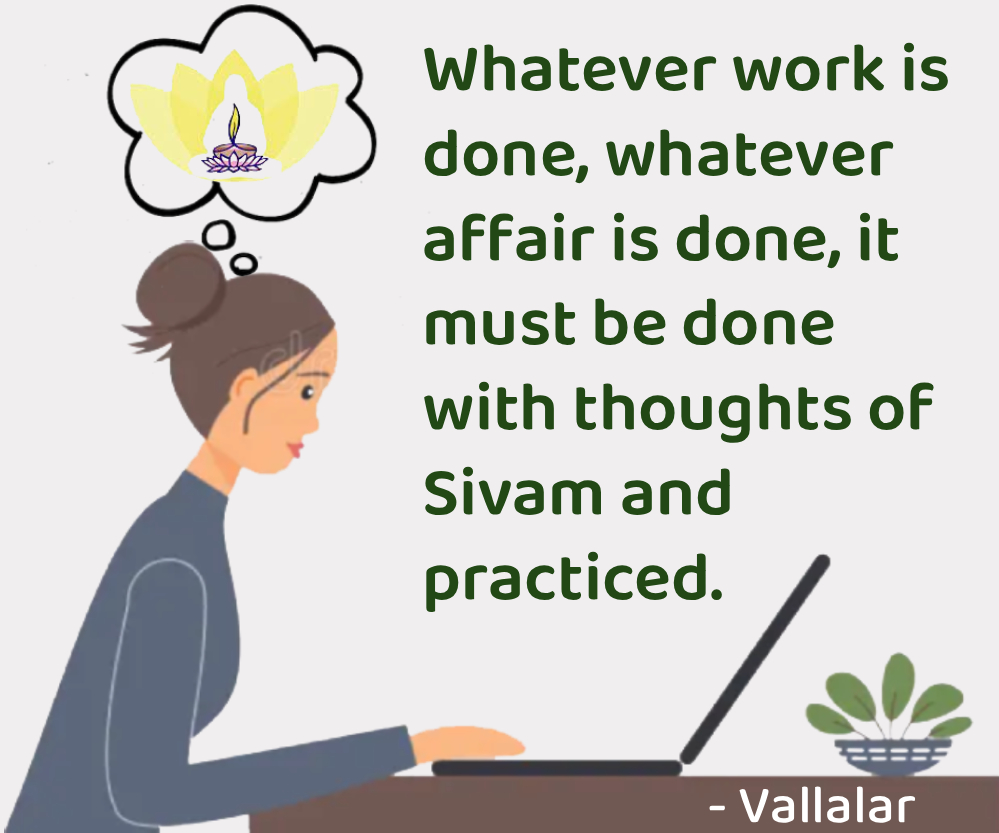 Whatever work is
done, whatever
affair is done, it
must be done
with thoughts of
Sivam and
practiced.
- Vallalar